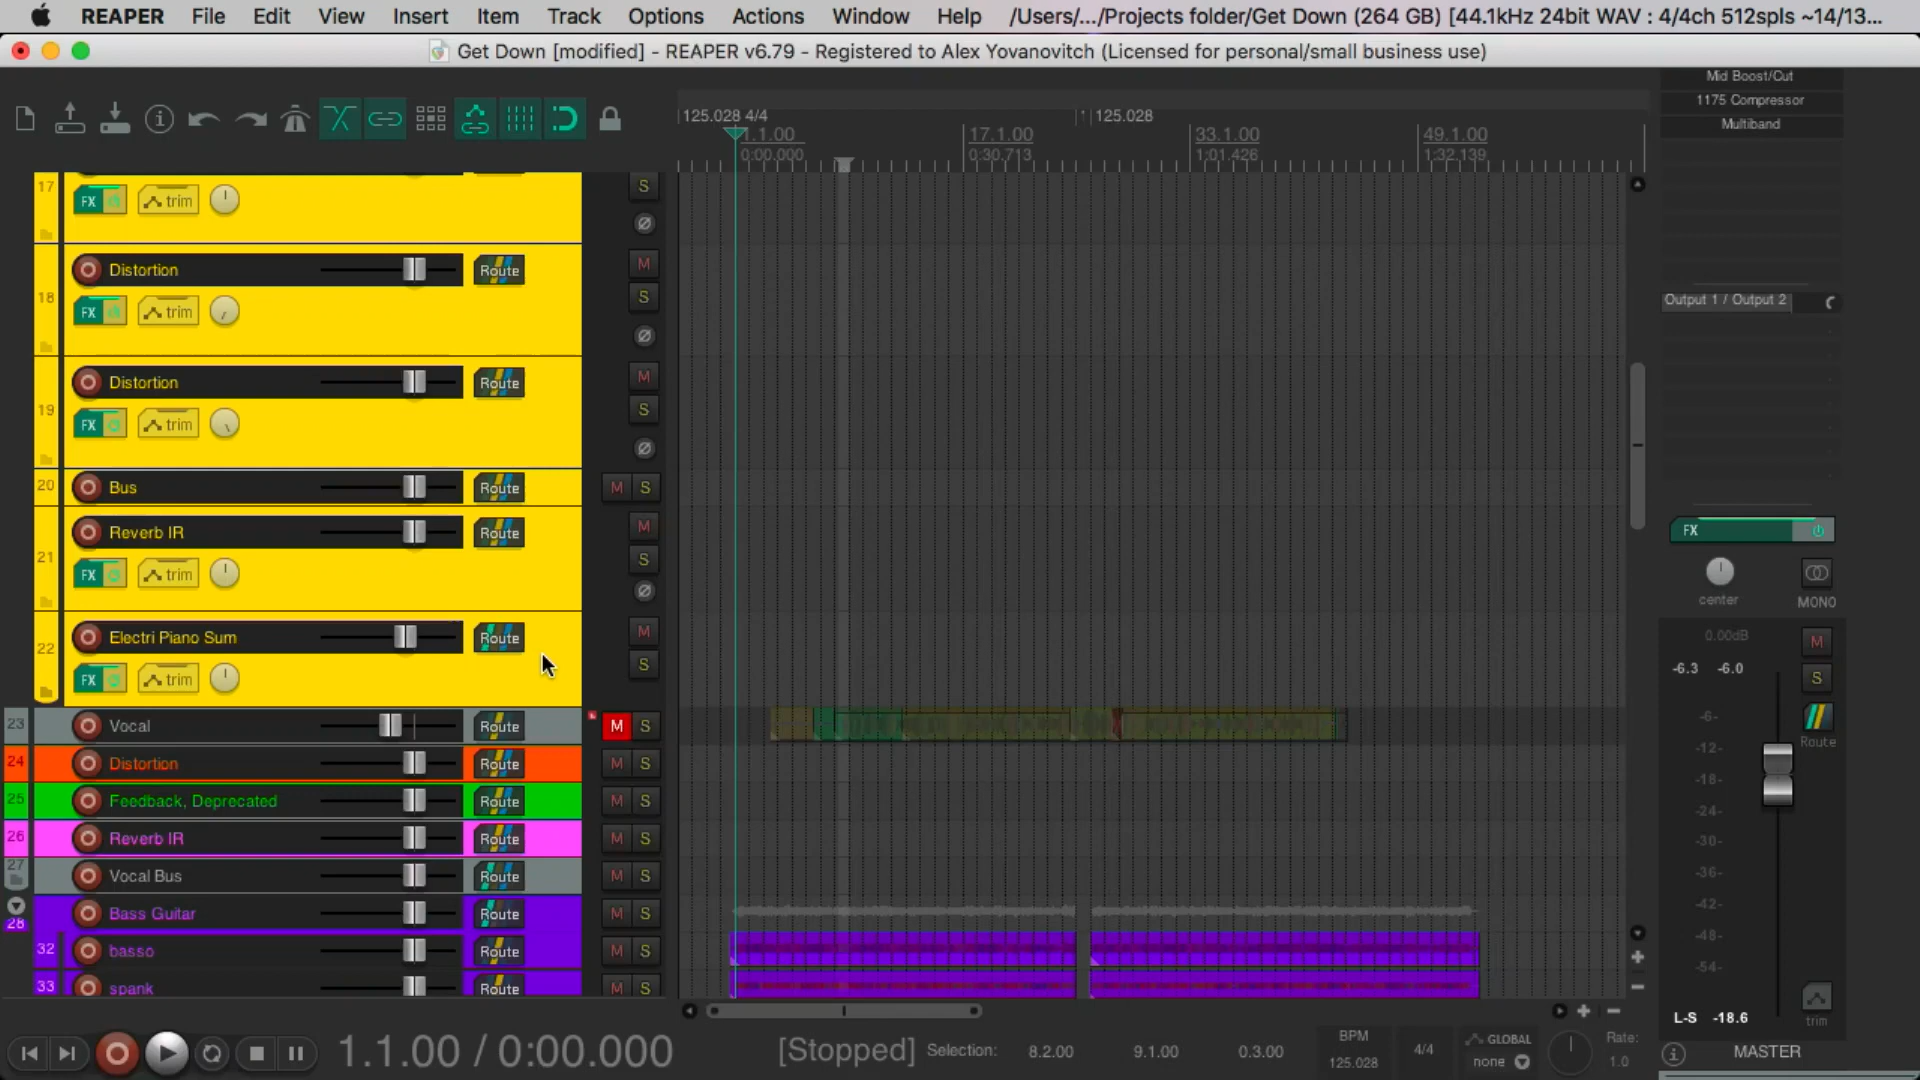 REAPER File Edit View Insert Item Track Options Actions Window Help /Users/.../Projects folder/Get Down (264 GB) [44.1kHz 24bit WAV : 4/4ch 512spls ~14/13...
Get Down [modified] - REAPER v6.79 - Registered to Alex Yovanovitch (Licensed for personal/small business use)
Mid Boost/Cut
1175 Compressor
Multiband
125.028 4/4 125.028
1.1.00 17.1.00 33.1.00 49.1.00
0:00.000 0:30.713 1:01.426 1:32.139
17 S
FX trim
18 Distortion Route M
FX trim S
19 Distortion Route M
FX trim S
20 Bus Route M S
21 Reverb IR Route M
FX trim S
22 Electri Piano Sum Route M
FX trim S
23 Vocal Route M S
24 Distortion Route M S
25 Feedback, Deprecated Route M S
26 Reverb IR Route M S
27 Vocal Bus Route M S
28 Bass Guitar Route M S
32 basso Route M S
33 spank Route M S
Output 1 / Output 2
FX
center MONO
0.00dB M
-6.3 -6.0 S
-6-
-12- Route
-18-
-24-
-30-
-36-
-42-
-48-
-54-
L-S -18.6 trim
MASTER
1.1.00 / 0:00.000 [Stopped] Selection: 8.2.00 9.1.00 0.3.00
BPM
125.028
4/4
GLOBAL
none
Rate:
1.0